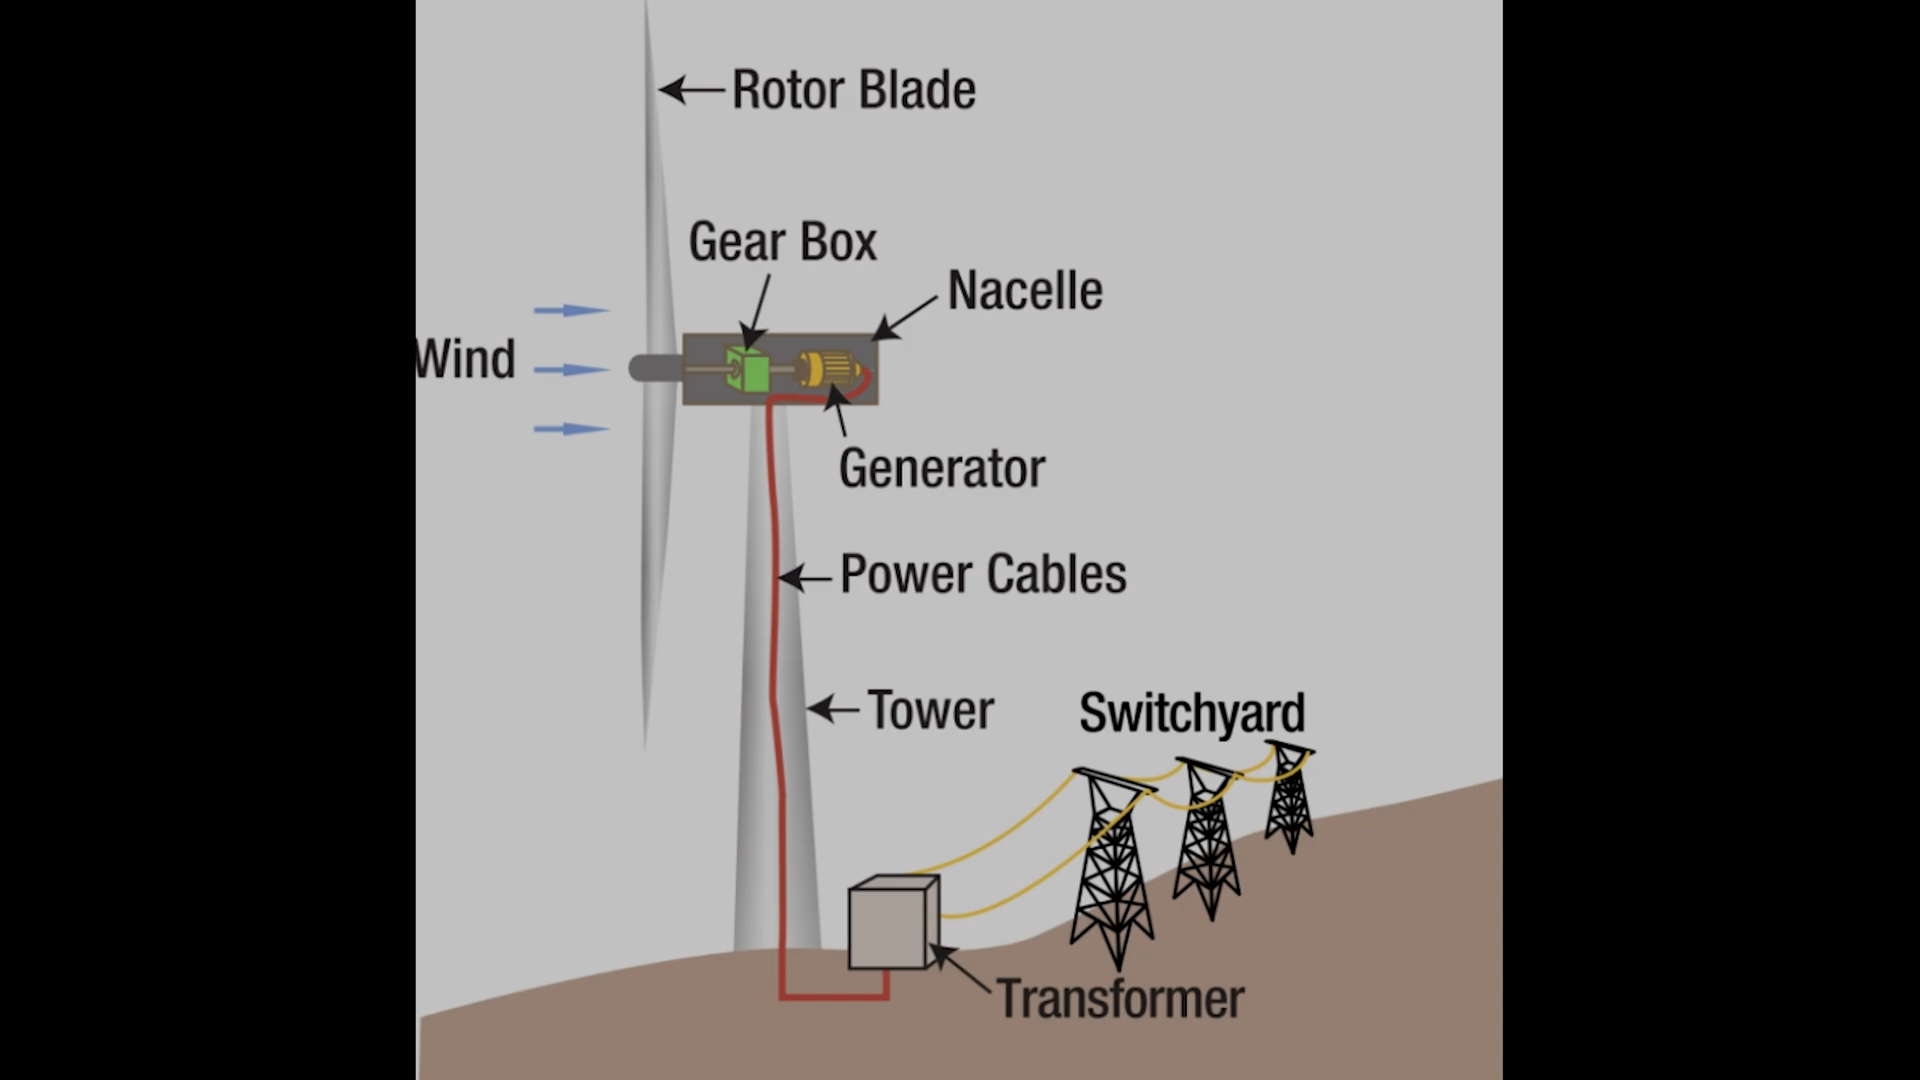 Rotor Blade
Gear Box
Nacelle
Wind
Generator
Power Cables
Tower
Switchyard
Transformer